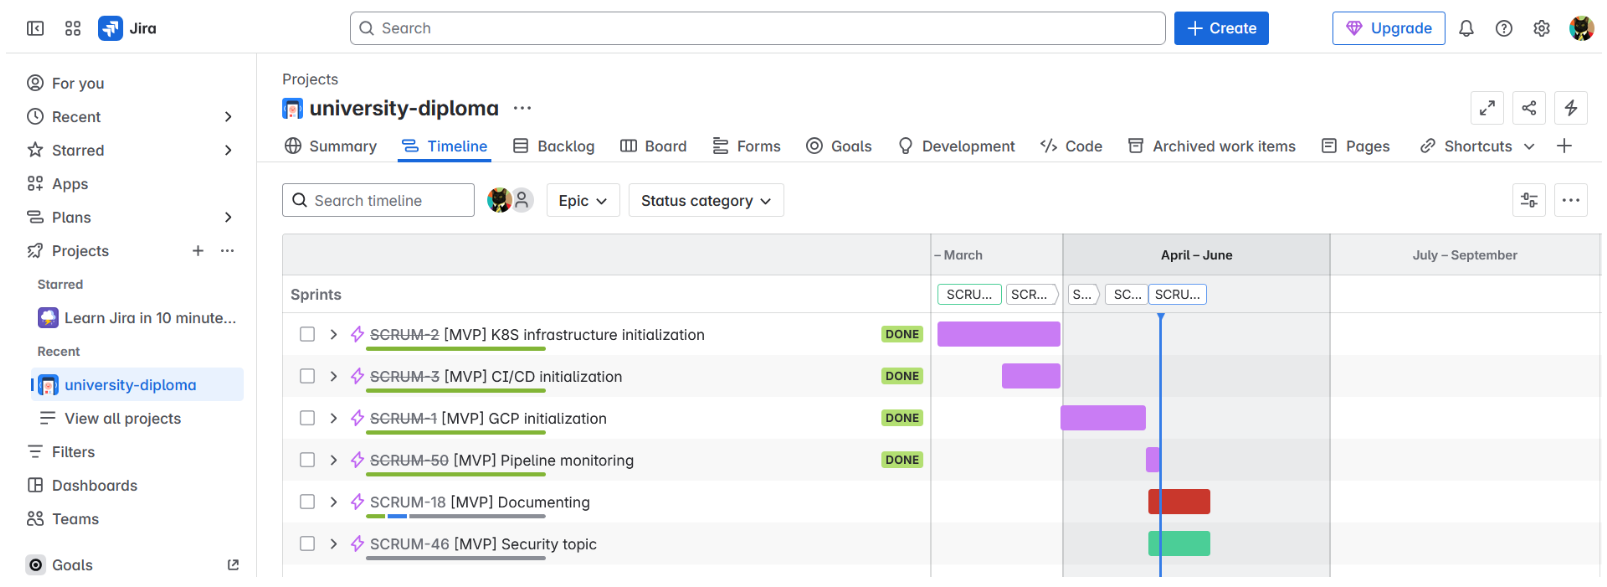 Jira
Search
Create
Upgrade
For you
Recent
Starred
Apps
Plans
Projects
Starred
Learn Jira in 10 minute...
Recent
university-diploma
View all projects
Filters
Dashboards
Teams
Goals
Projects
university-diploma
Summary Timeline Backlog Board Forms Goals Development Code Archived work items Pages Shortcuts
Search timeline Epic Status category
– March April – June July – September
Sprints SCRU... SCR... S... SC... SCRU...
SCRUM-2 [MVP] K8S infrastructure initialization DONE
SCRUM-3 [MVP] CI/CD initialization DONE
SCRUM-1 [MVP] GCP initialization DONE
SCRUM-50 [MVP] Pipeline monitoring DONE
SCRUM-18 [MVP] Documenting
SCRUM-46 [MVP] Security topic